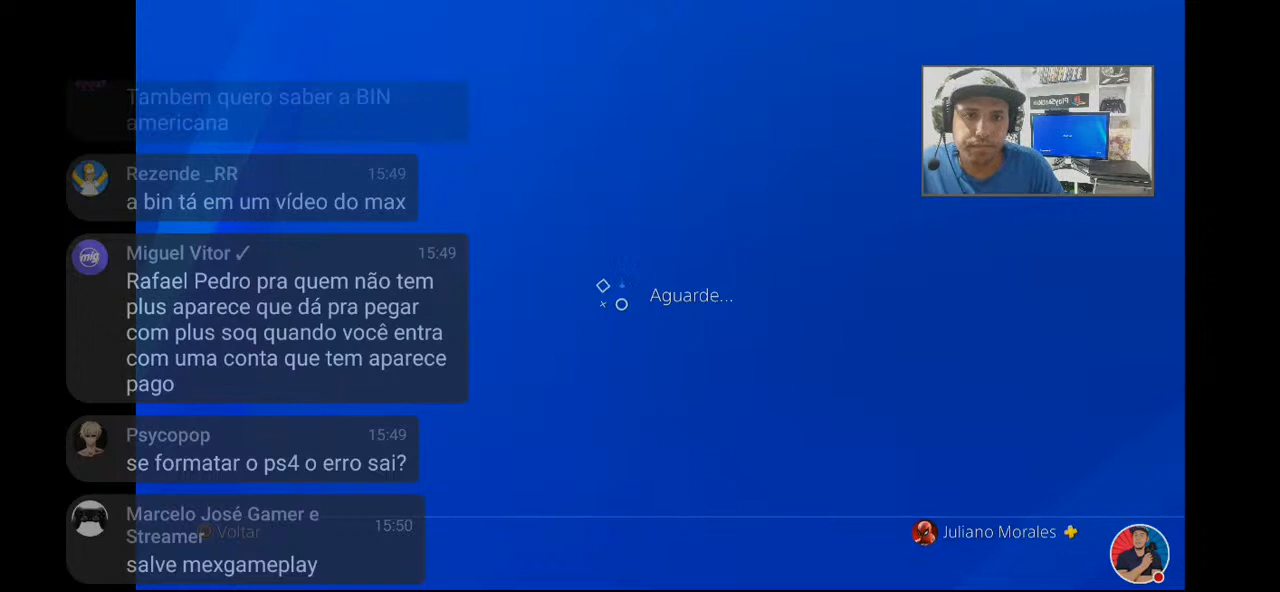 Tambem quero saber a BIN
americana
Rezende _RR 15:49
a bin tá em um vídeo do max
Miguel Vitor ✓ 15:49
Rafael Pedro pra quem não tem
plus aparece que dá pra pegar
com plus soq quando você entra
com uma conta que tem aparece
pago
Psycopop 15:49
se formatar o ps4 o erro sai?
Marcelo José Gamer e
Streamer 15:50
salve mexgameplay
Voltar
Aguarde...
Juliano Morales